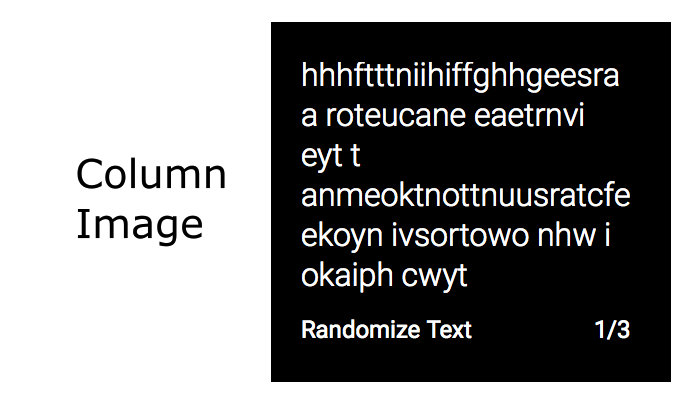 Column
Image
hhhftttniihiffghhgeesra
a roteucane eaetrnvi
eyt t
anmeoktnottnuusratcfe
ekoyn ivsortowo nhw i
okaiph cwyt
Randomize Text 1/3